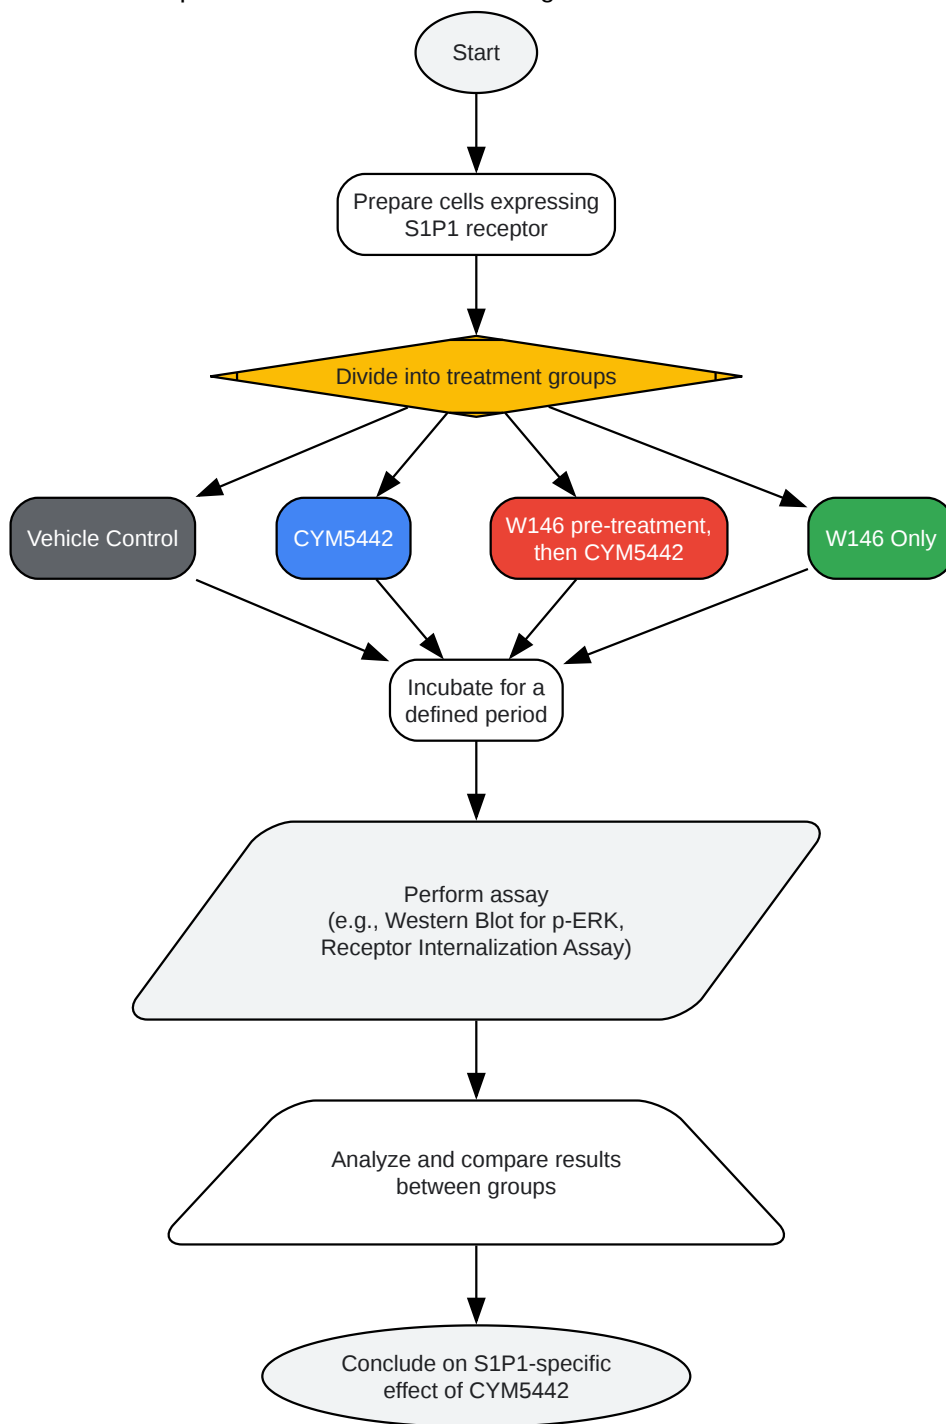 Start
Prepare cells expressing
S1P1 receptor
Divide into treatment groups
Vehicle Control
CYM5442
W146 pre-treatment,
then CYM5442
W146 Only
Incubate for a
defined period
Perform assay
(e.g., Western Blot for p-ERK,
Receptor Internalization Assay)
Analyze and compare results
between groups
Conclude on S1P1-specific
effect of CYM5442